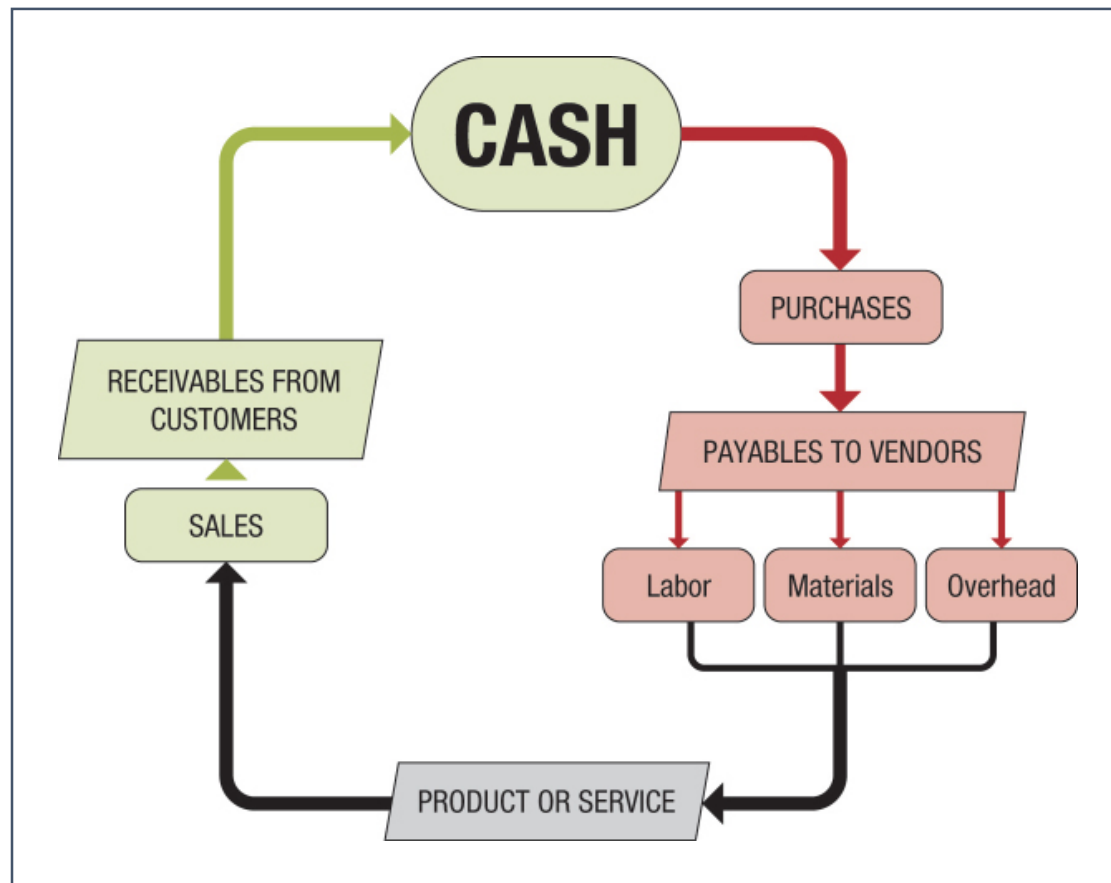 CASH
PURCHASES
PAYABLES TO VENDORS
Labor
Materials
Overhead
PRODUCT OR SERVICE
SALES
RECEIVABLES FROM
CUSTOMERS